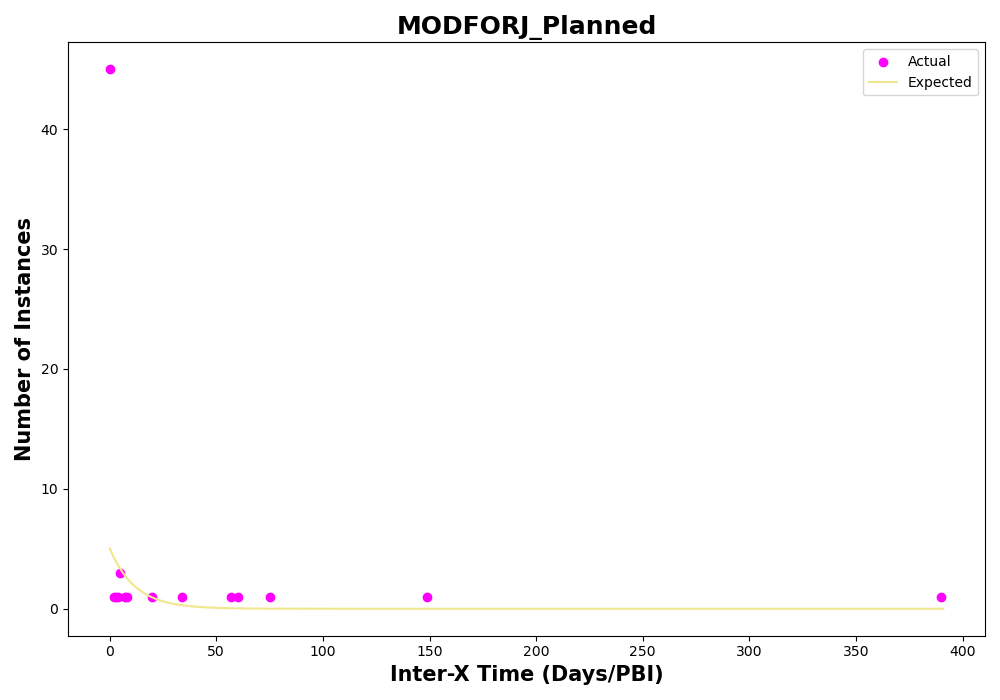 MODFORJ_Planned
Actual
Expected
Number of Instances
40
30
20
10
0
0
50
100
150
200
250
300
350
400
Inter-X Time (Days/PBI)